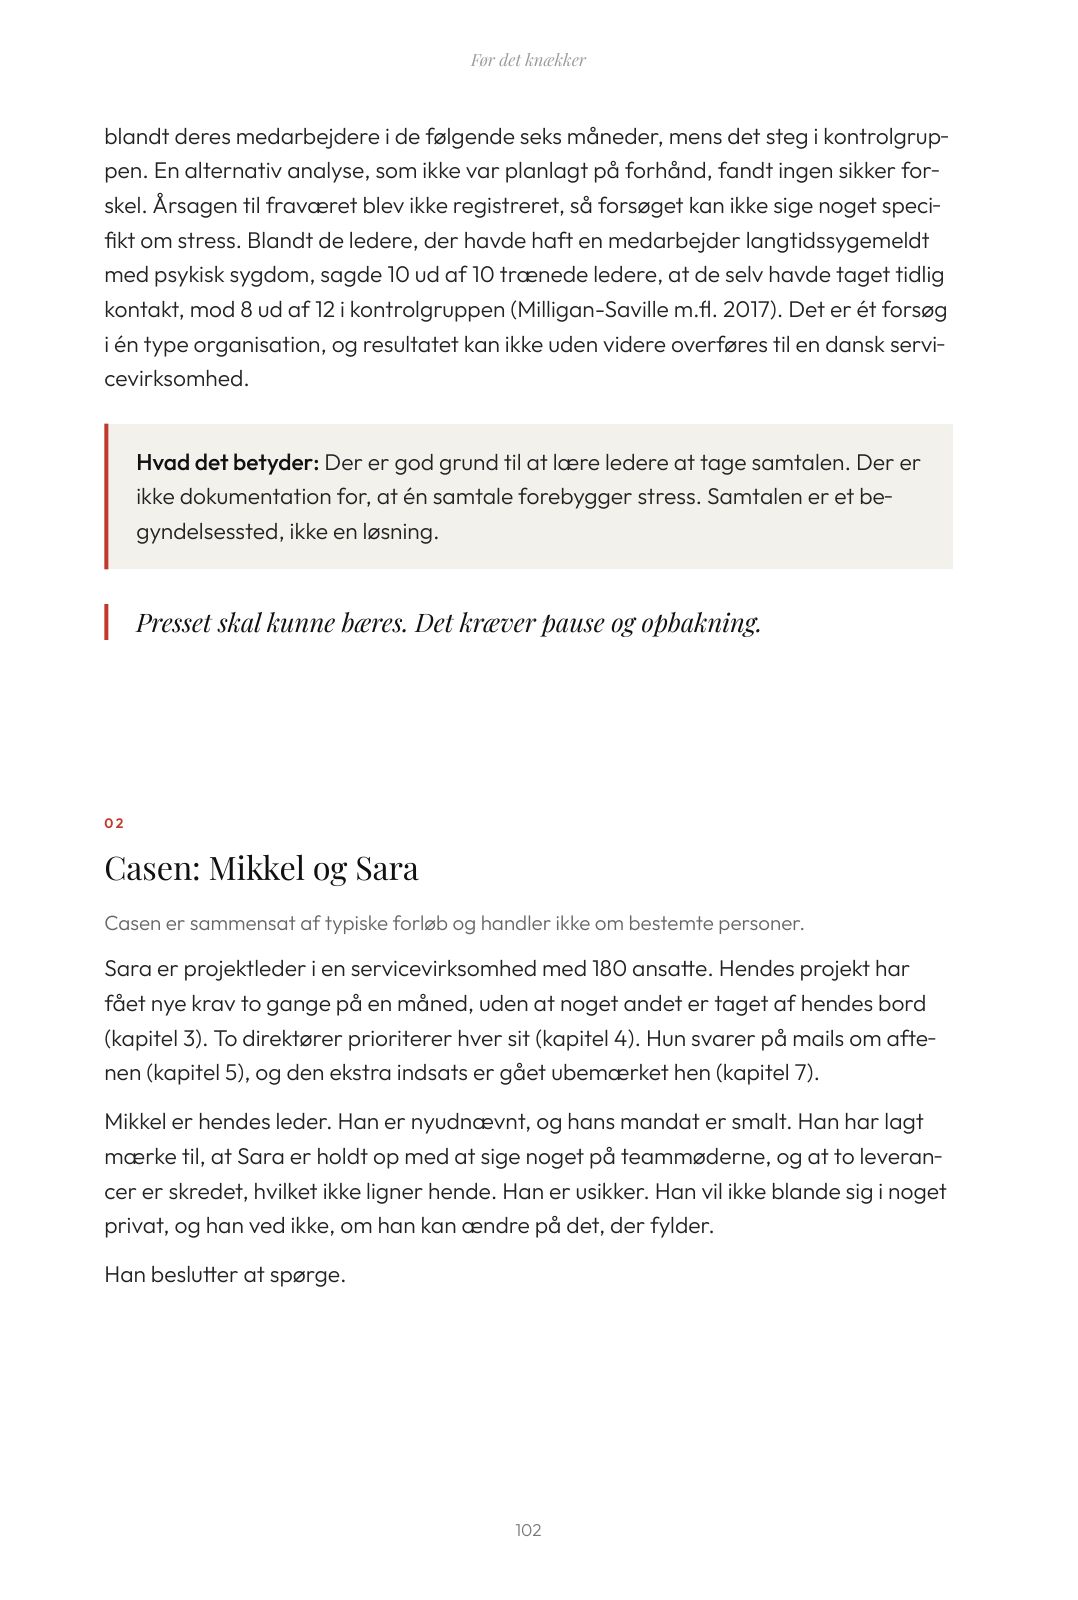 Før det knækker
blandt deres medarbejdere i de følgende seks måneder, mens det steg i kontrolgrup-
pen. En alternativ analyse, som ikke var planlagt på forhånd, fandt ingen sikker for-
skel. Årsagen til fraværet blev ikke registreret, så forsøget kan ikke sige noget speci-
fikt om stress. Blandt de ledere, der havde haft en medarbejder langtidssygemeldt
med psykisk sygdom, sagde 10 ud af 10 trænede ledere, at de selv havde taget tidlig
kontakt, mod 8 ud af 12 i kontrolgruppen (Milligan-Saville m.fl. 2017). Det er ét forsøg
i én type organisation, og resultatet kan ikke uden videre overføres til en dansk servi-
cevirksomhed.
Hvad det betyder: Der er god grund til at lære ledere at tage samtalen. Der er
ikke dokumentation for, at én samtale forebygger stress. Samtalen er et be-
gyndelsessted, ikke en løsning.
Presset skal kunne bæres. Det kræver pause og opbakning.
02
Casen: Mikkel og Sara
Casen er sammensat af typiske forløb og handler ikke om bestemte personer.
Sara er projektleder i en servicevirksomhed med 180 ansatte. Hendes projekt har
fået nye krav to gange på en måned, uden at noget andet er taget af hendes bord
(kapitel 3). To direktører prioriterer hver sit (kapitel 4). Hun svarer på mails om afte-
nen (kapitel 5), og den ekstra indsats er gået ubemærket hen (kapitel 7).
Mikkel er hendes leder. Han er nyudnævnt, og hans mandat er smalt. Han har lagt
mærke til, at Sara er holdt op med at sige noget på teammøderne, og at to leveran-
cer er skredet, hvilket ikke ligner hende. Han er usikker. Han vil ikke blande sig i noget
privat, og han ved ikke, om han kan ændre på det, der fylder.
Han beslutter at spørge.
102